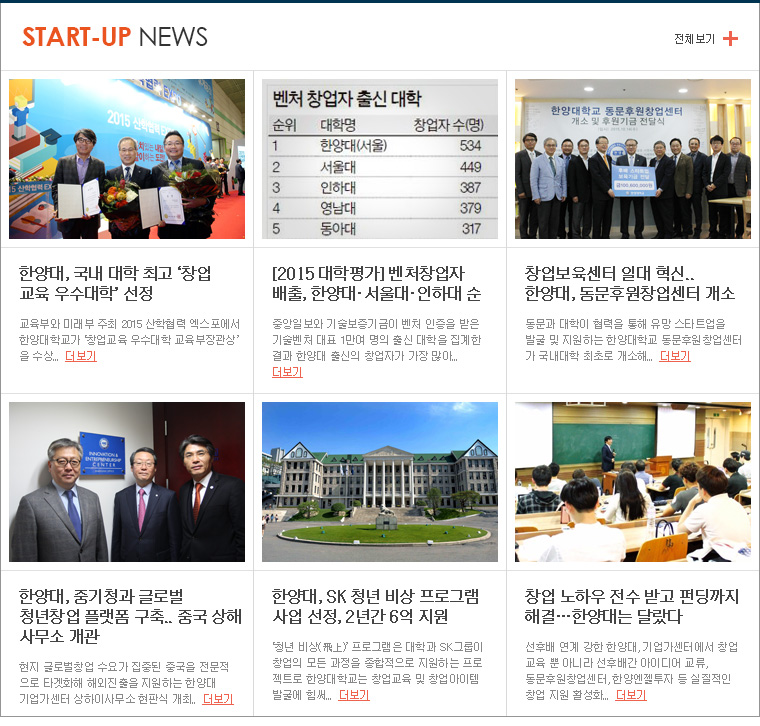 START-UP NEWS
전체보기
2015 산학협력
벤처 창업자 출신 대학
순위 대학명 창업자 수(명)
1 한양대(서울) 534
2 서울대 449
3 인하대 387
4 영남대 379
5 동아대 317
한양대학교 동문후원창업센터
개소 및 후원기금 전달식
한양대, 국내 대학 최고 ‘창업
교육 우수대학’ 선정
교육부와 미래부 주최 2015 산학협력 엑스포에서
한양대학교가 ‘창업교육 우수대학 교육부장관상’
을 수상... 더보기
[2015 대학평가] 벤처창업자
배출, 한양대·서울대·인하대 순
중앙일보와 기술보증기금이 벤처 인증을 받은
기술벤처 대표 1만여 명의 출신 대학을 집계한
결과 한양대 출신의 창업자가 가장 많아...
더보기
창업보육센터 일대 혁신..
한양대, 동문후원창업센터 개소
동문과 대학이 협력을 통해 유망 스타트업을
발굴 및 지원하는 한양대학교 동문후원창업센터
가 국내대학 최초로 개소해... 더보기
INNOVATION &
ENTREPRENEURSHIP
CENTER
한양대, 중기청과 글로벌
청년창업 플랫폼 구축.. 중국 상해
사무소 개관
현지 글로벌창업 수요가 집중된 중국을 전문적
으로 타겟화해 해외진출을 지원하는 한양대
기업가센터 상하이사무소 현판식 개최.. 더보기
한양대, SK 청년 비상 프로그램
사업 선정, 2년간 6억 지원
'청년 비상(飛上)' 프로그램은 대학과 SK그룹이
창업의 모든 과정을 종합적으로 지원하는 프로
젝트로 한양대학교는 창업교육 및 창업아이템
발굴에 힘써... 더보기
창업 노하우 전수 받고 펀딩까지
해결…한양대는 달랐다
선후배 연계 강한 한양대, 기업가센터에서 창업
교육 뿐 아니라 선후배간 아이디어 교류,
동문후원창업센터, 한양엔젤투자 등 실질적인
창업 지원 활성화... 더보기